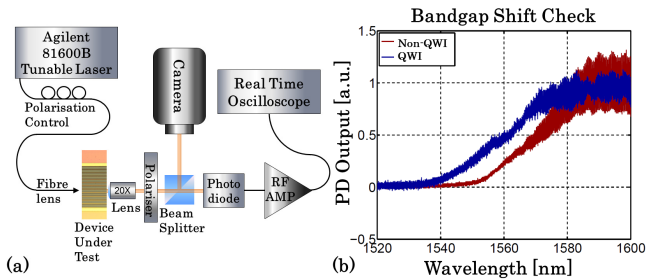 Agilent
81600B
Tunable Laser
Polarisation
Control
Camera
Real Time
Oscilloscope
Fibre
lens
20X
Lens
Polariser
Beam
Splitter
Photo
diode
RF
AMP
Device
Under
Test
(a)
Bandgap Shift Check
Non-QWI
QWI
PD Output [a.u.]
1.5
1
0.5
0
−0.5
1520
1540
1560
1580
1600
Wavelength [nm]
(b)